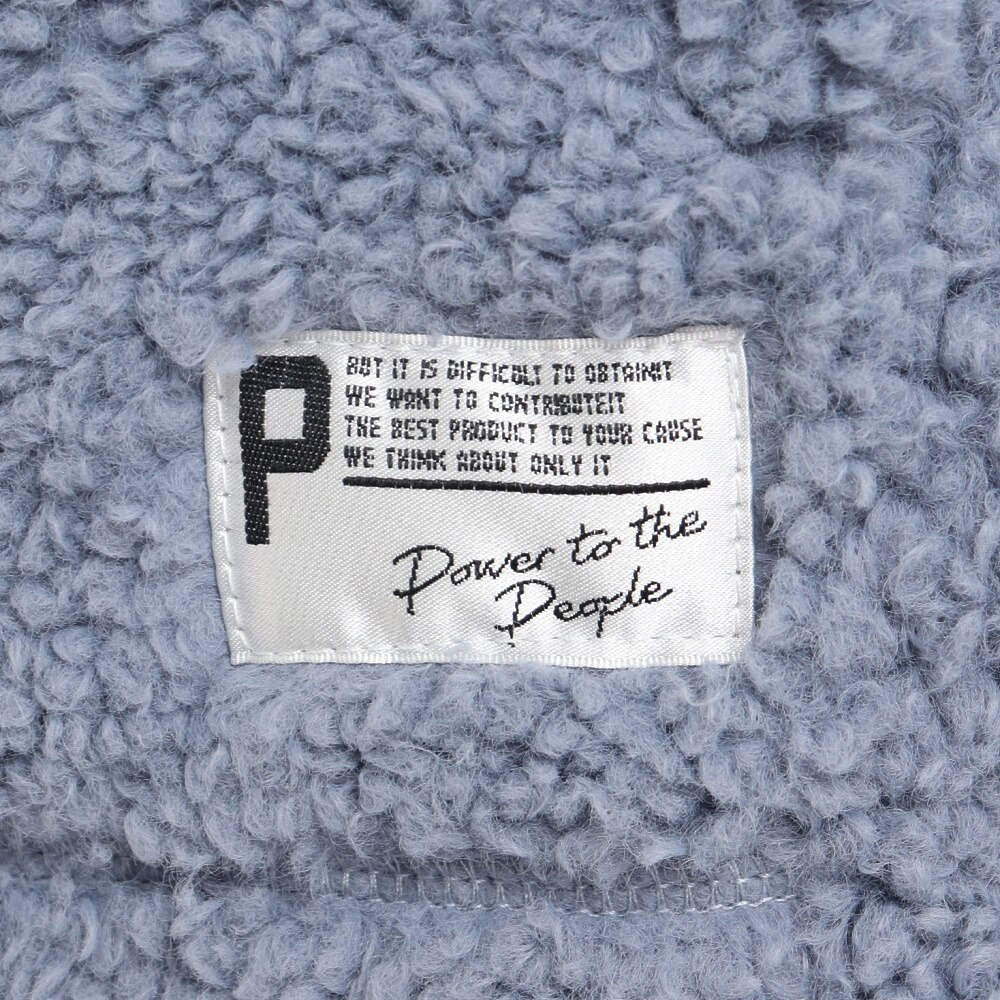 P
BUT IT IS DIFFICULT TO OBTAINIT
WE WANT TO CONTRIBUTEIT
THE BEST PRODUCT TO YOUR CAUSE
WE THINK ABOUT ONLY IT
Power to the
People